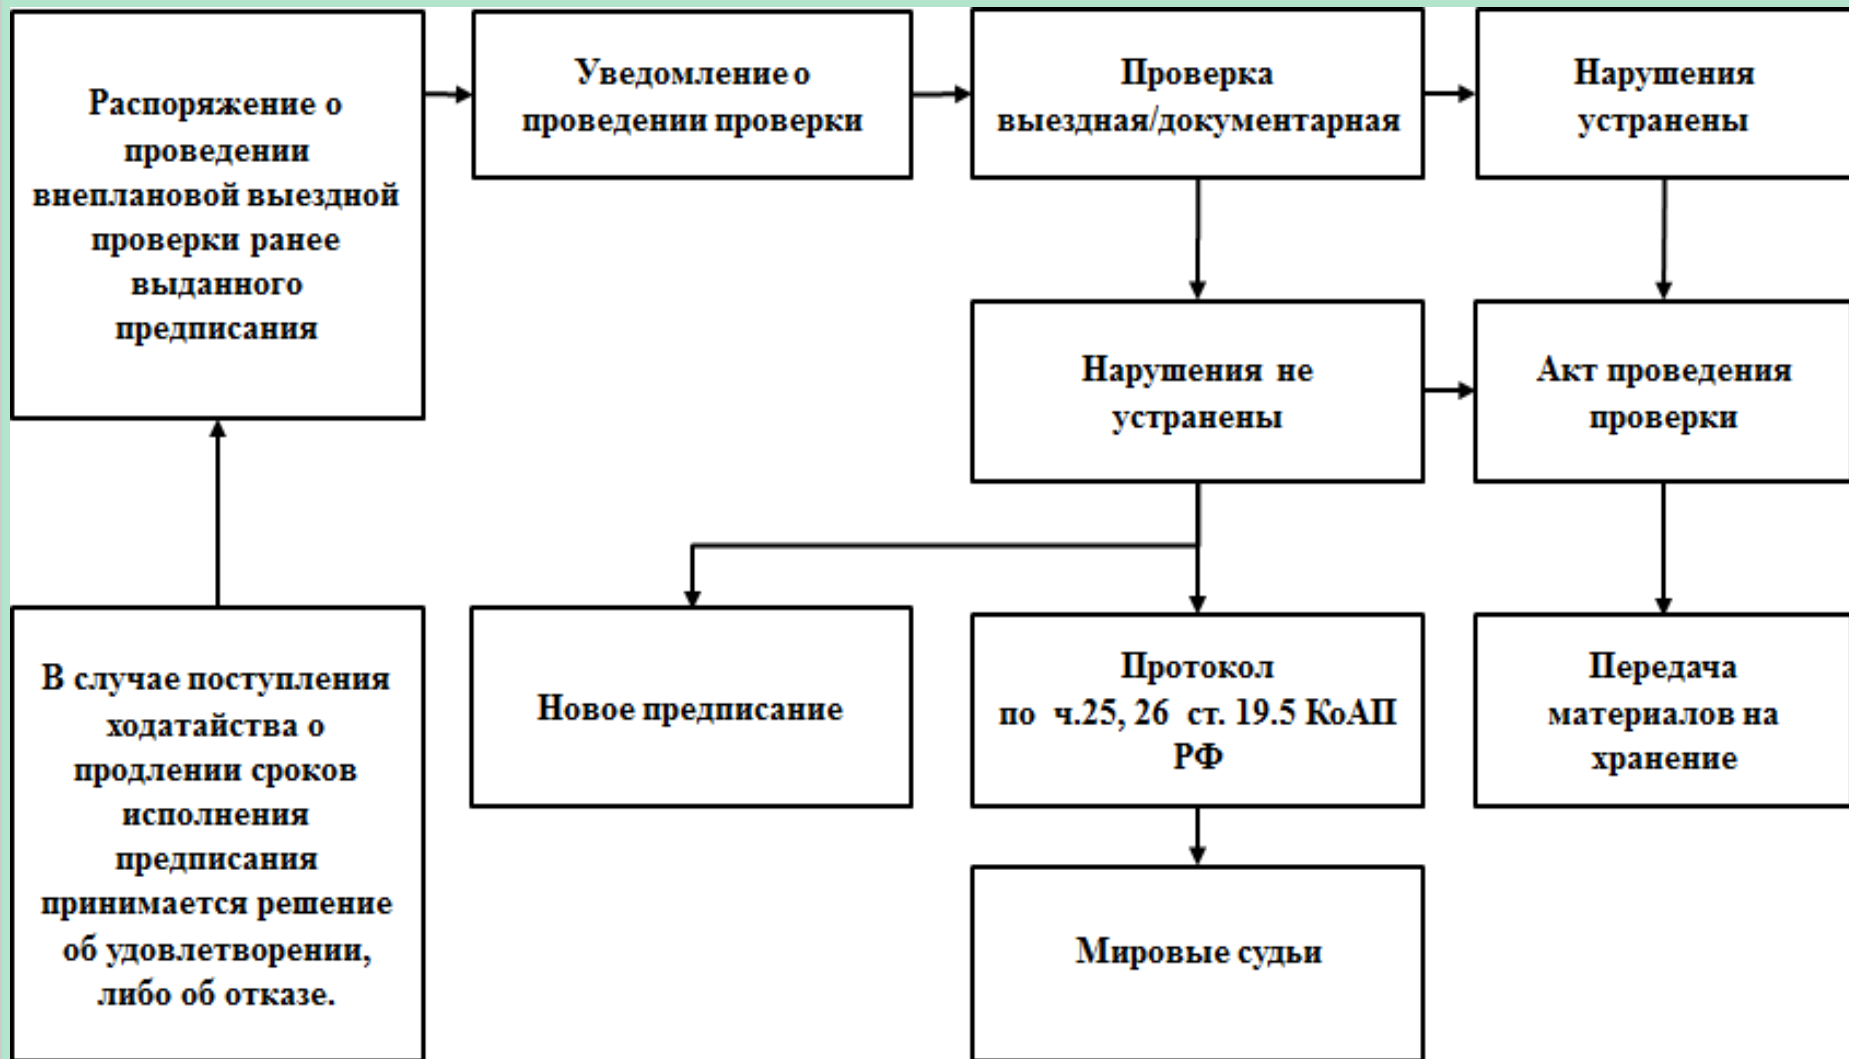 Распоряжение о
проведении
внеплановой выездной
проверки ранее
выданного
предписания
Уведомление о
проведении проверки
Проверка
выездная/документарная
Нарушения
устранены
Нарушения не
устранены
Акт проведения
проверки
В случае поступления
ходатайства о
продлении сроков
исполнения
предписания
принимается решение
об удовлетворении,
либо об отказе.
Новое предписание
Протокол
по ч.25, 26 ст. 19.5 КоАП
РФ
Передача
материалов на
хранение
Мировые судьи